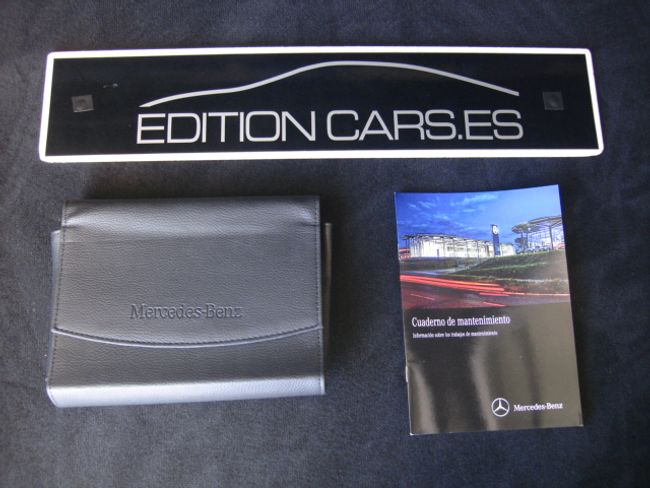 EDITION CARS.ES
Mercedes-Benz
Cuaderno de mantenimiento
Información sobre los trabajos de mantenimiento
Mercedes-Benz